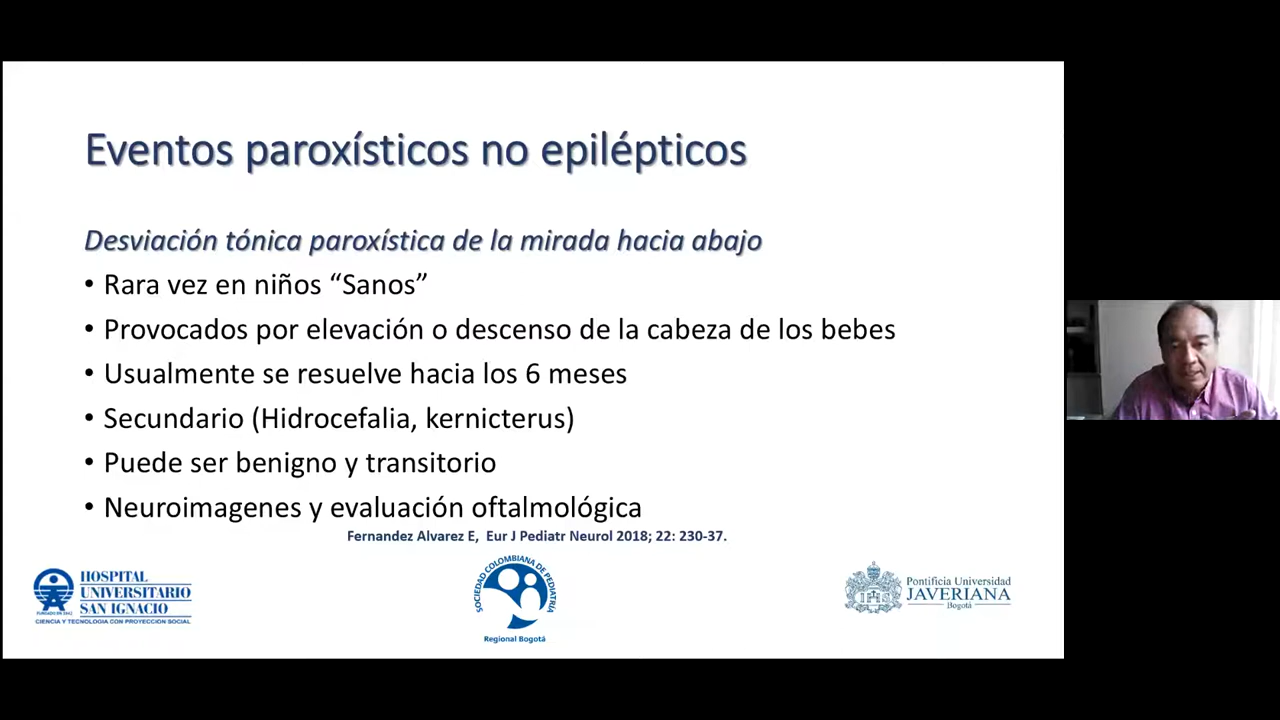 Eventos paroxísticos no epilépticos
Desviación tónica paroxística de la mirada hacia abajo
• Rara vez en niños “Sanos”
• Provocados por elevación o descenso de la cabeza de los bebes
• Usualmente se resuelve hacia los 6 meses
• Secundario (Hidrocefalia, kernicterus)
• Puede ser benigno y transitorio
• Neuroimagenes y evaluación oftalmológica
Fernandez Alvarez E, Eur J Pediatr Neurol 2018; 22: 230-37.
HOSPITAL
UNIVERSITARIO
SAN IGNACIO
CIENCIA Y TECNOLOGIA CON PROYECCIÓN SOCIAL
SOCIEDAD COLOMBIANA DE PEDIATRÍA
Regional Bogotá
Pontificia Universidad
JAVERIANA
Bogotá